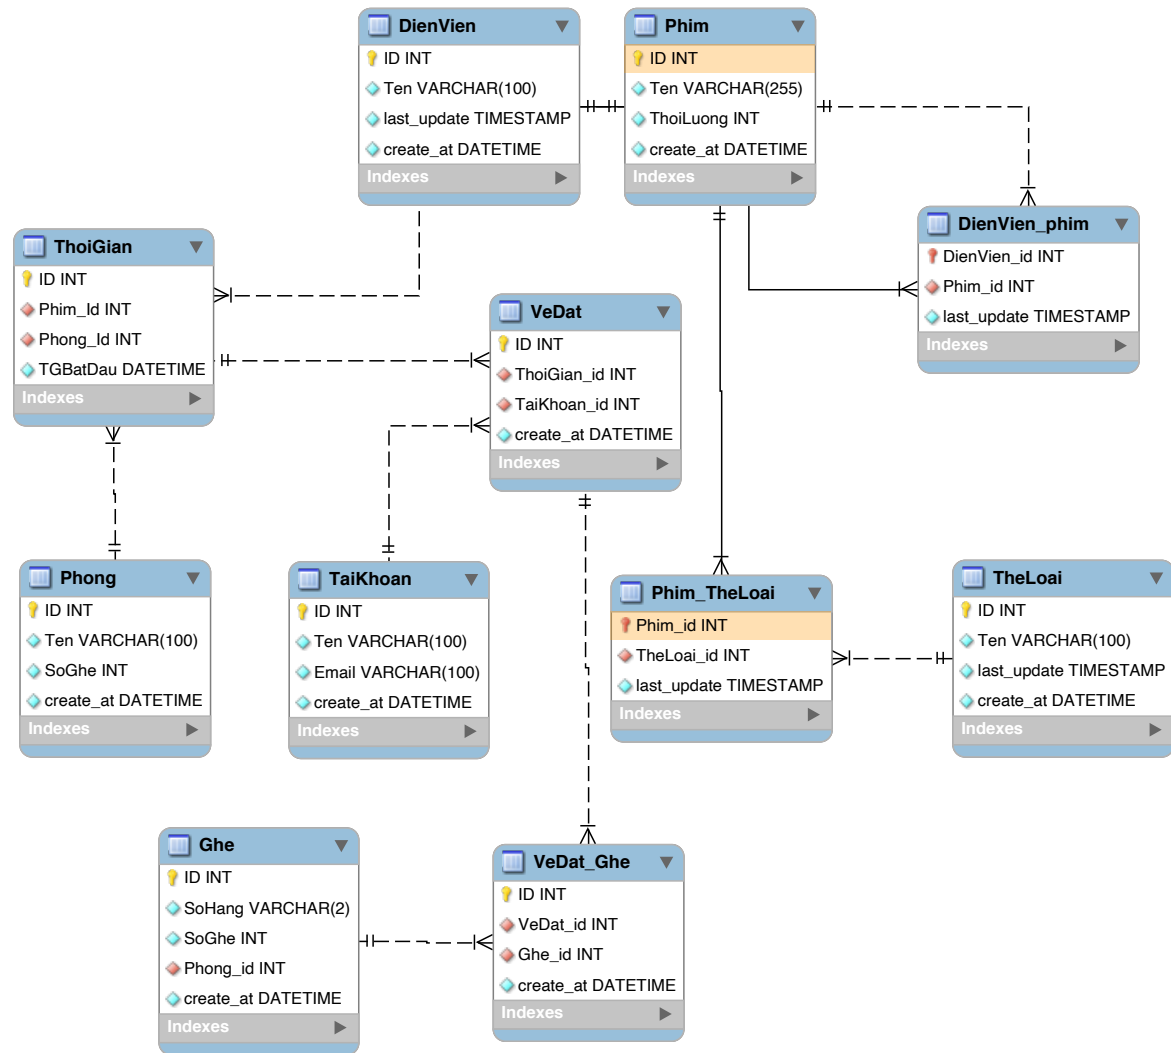 DienVien
ID INT
Ten VARCHAR(100)
last_update TIMESTAMP
create_at DATETIME
Indexes
Phim
ID INT
Ten VARCHAR(255)
ThoiLuong INT
create_at DATETIME
Indexes
DienVien_phim
DienVien_id INT
Phim_id INT
last_update TIMESTAMP
Indexes
ThoiGian
ID INT
Phim_Id INT
Phong_Id INT
TGBatDau DATETIME
Indexes
VeDat
ID INT
ThoiGian_id INT
TaiKhoan_id INT
create_at DATETIME
Indexes
Phong
ID INT
Ten VARCHAR(100)
SoGhe INT
create_at DATETIME
Indexes
TaiKhoan
ID INT
Ten VARCHAR(100)
Email VARCHAR(100)
create_at DATETIME
Indexes
Phim_TheLoai
Phim_id INT
TheLoai_id INT
last_update TIMESTAMP
Indexes
TheLoai
ID INT
Ten VARCHAR(100)
last_update TIMESTAMP
create_at DATETIME
Indexes
Ghe
ID INT
SoHang VARCHAR(2)
SoGhe INT
Phong_id INT
create_at DATETIME
Indexes
VeDat_Ghe
ID INT
VeDat_id INT
Ghe_id INT
create_at DATETIME
Indexes